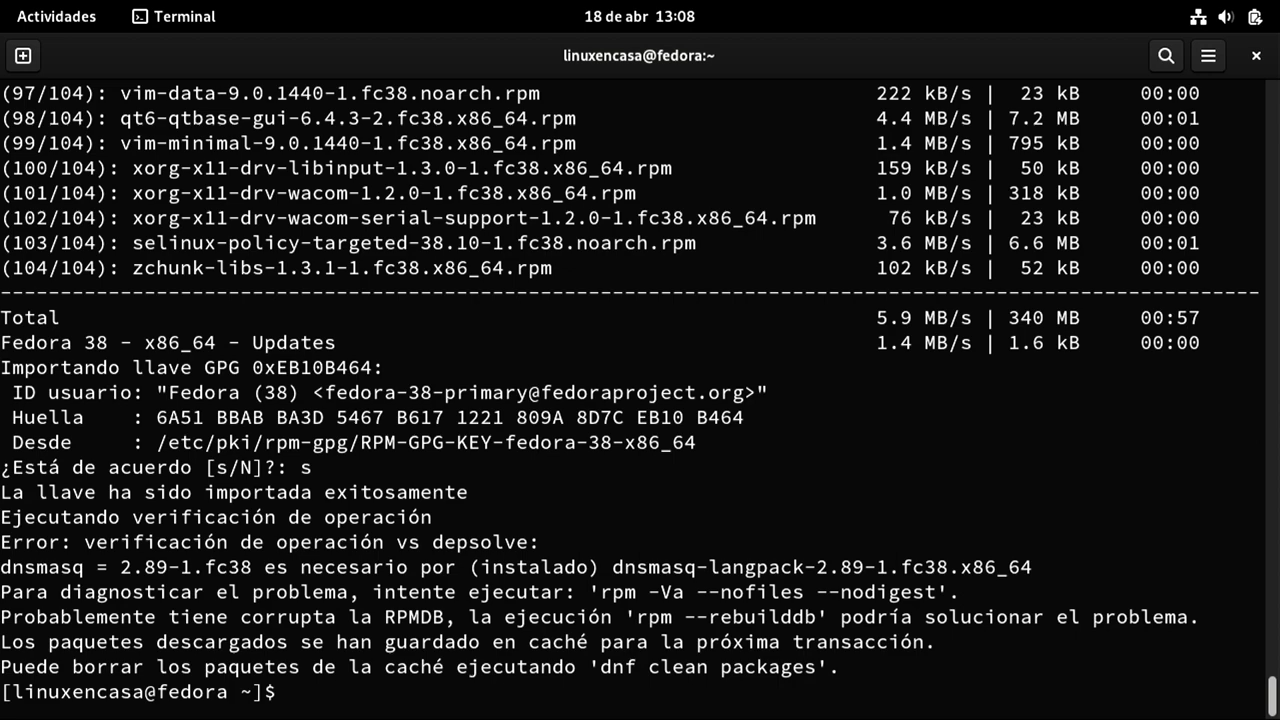 Actividades Terminal 18 de abr 13:08
linuxencasa@fedora:~
(97/104): vim-data-9.0.1440-1.fc38.noarch.rpm 222 kB/s | 23 kB 00:00
(98/104): qt6-qtbase-gui-6.4.3-2.fc38.x86_64.rpm 4.4 MB/s | 7.2 MB 00:01
(99/104): vim-minimal-9.0.1440-1.fc38.x86_64.rpm 1.4 MB/s | 795 kB 00:00
(100/104): xorg-x11-drv-libinput-1.3.0-1.fc38.x86_64.rpm 159 kB/s | 50 kB 00:00
(101/104): xorg-x11-drv-wacom-1.2.0-1.fc38.x86_64.rpm 1.0 MB/s | 318 kB 00:00
(102/104): xorg-x11-drv-wacom-serial-support-1.2.0-1.fc38.x86_64.rpm 76 kB/s | 23 kB 00:00
(103/104): selinux-policy-targeted-38.10-1.fc38.noarch.rpm 3.6 MB/s | 6.6 MB 00:01
(104/104): zchunk-libs-1.3.1-1.fc38.x86_64.rpm 102 kB/s | 52 kB 00:00
--------------------------------------------------------------------------------
Total 5.9 MB/s | 340 MB 00:57
Fedora 38 - x86_64 - Updates 1.4 MB/s | 1.6 kB 00:00
Importando llave GPG 0xEB10B464:
ID usuario: "Fedora (38) <fedora-38-primary@fedoraproject.org>"
Huella : 6A51 BBAB BA3D 5467 B617 1221 809A 8D7C EB10 B464
Desde : /etc/pki/rpm-gpg/RPM-GPG-KEY-fedora-38-x86_64
¿Está de acuerdo [s/N]?: s
La llave ha sido importada exitosamente
Ejecutando verificación de operación
Error: verificación de operación vs depsolve:
dnsmasq = 2.89-1.fc38 es necesario por (instalado) dnsmasq-langpack-2.89-1.fc38.x86_64
Para diagnosticar el problema, intente ejecutar: 'rpm -Va --nofiles --nodigest'.
Probablemente tiene corrupta la RPMDB, la ejecución 'rpm --rebuilddb' podría solucionar el problema.
Los paquetes descargados se han guardado en caché para la próxima transacción.
Puede borrar los paquetes de la caché ejecutando 'dnf clean packages'.
[linuxencasa@fedora ~]$